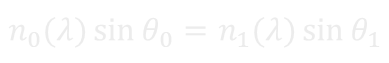 n₀(λ) sin θ₀ = n₁(λ) sin θ₁